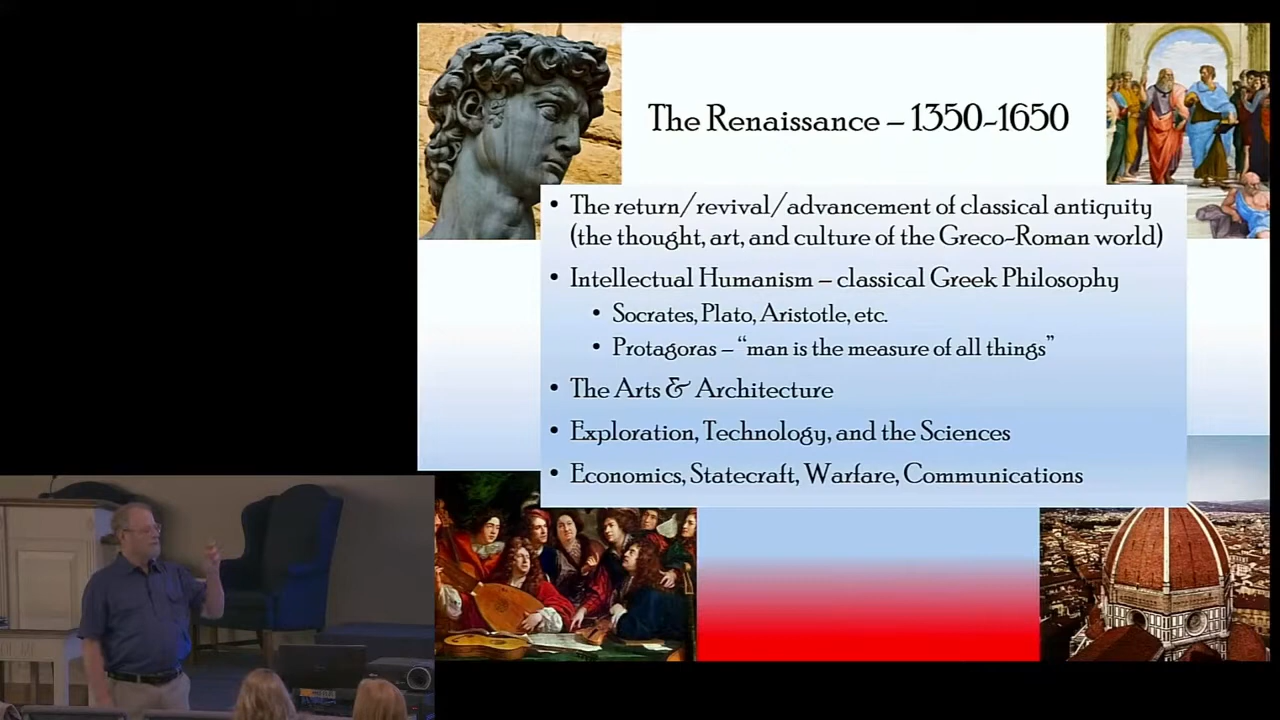 The Renaissance – 1350-1650
• The return/revival/advancement of classical antiquity
(the thought, art, and culture of the Greco-Roman world)
• Intellectual Humanism – classical Greek Philosophy
• Socrates, Plato, Aristotle, etc.
• Protagoras – “man is the measure of all things”
• The Arts & Architecture
• Exploration, Technology, and the Sciences
• Economics, Statecraft, Warfare, Communications